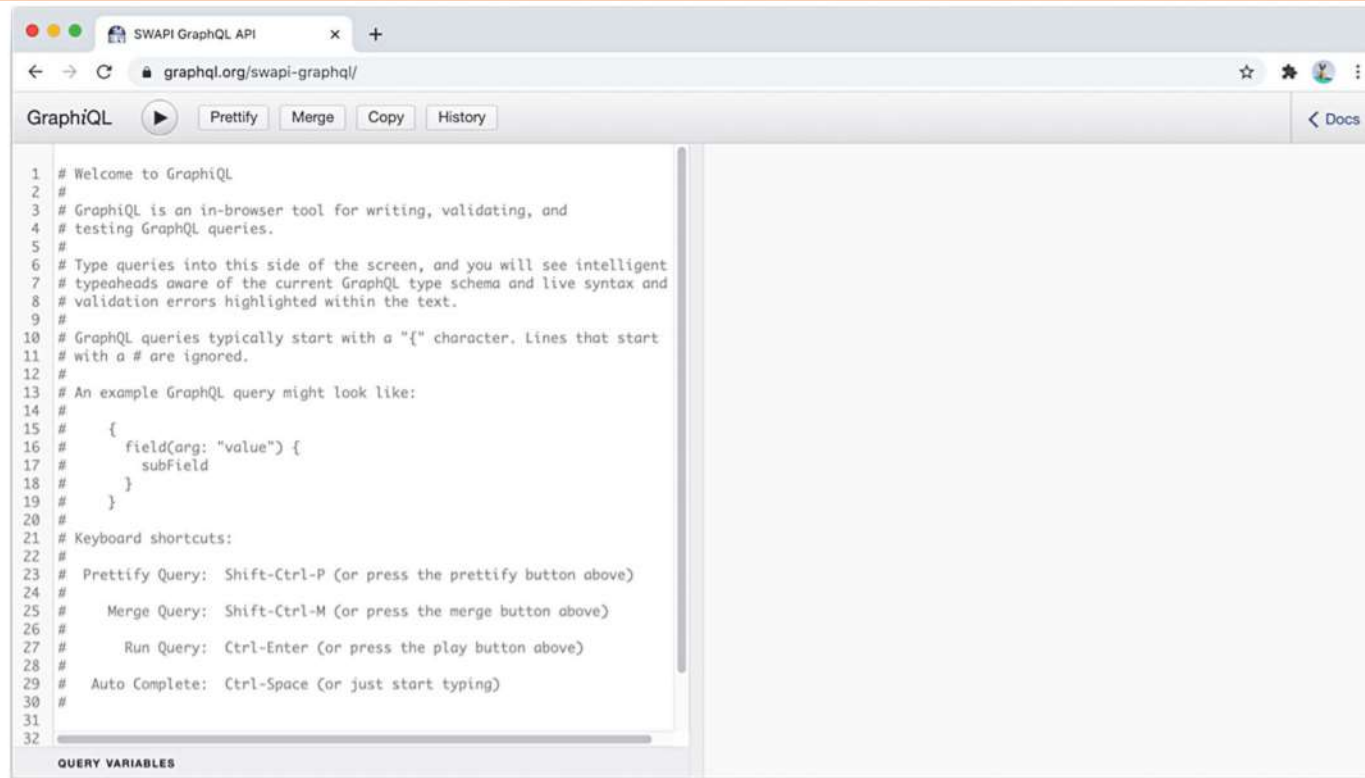 SWAPI GraphQL API
graphql.org/swapi-graphql/
GraphiQL Prettify Merge Copy History Docs
1 # Welcome to GraphiQL
2 #
3 # GraphiQL is an in-browser tool for writing, validating, and
4 # testing GraphQL queries.
5 #
6 # Type queries into this side of the screen, and you will see intelligent
7 # typeaheads aware of the current GraphQL type schema and live syntax and
8 # validation errors highlighted within the text.
9 #
10 # GraphQL queries typically start with a "{" character. Lines that start
11 # with a # are ignored.
12 #
13 # An example GraphQL query might look like:
14 #
15 #     {
16 #       field(arg: "value") {
17 #         subField
18 #       }
19 #     }
20 #
21 # Keyboard shortcuts:
22 #
23 #  Prettify Query:  Shift-Ctrl-P (or press the prettify button above)
24 #
25 #     Merge Query:  Shift-Ctrl-M (or press the merge button above)
26 #
27 #       Run Query:  Ctrl-Enter (or press the play button above)
28 #
29 #   Auto Complete:  Ctrl-Space (or just start typing)
30 #
31
32
QUERY VARIABLES